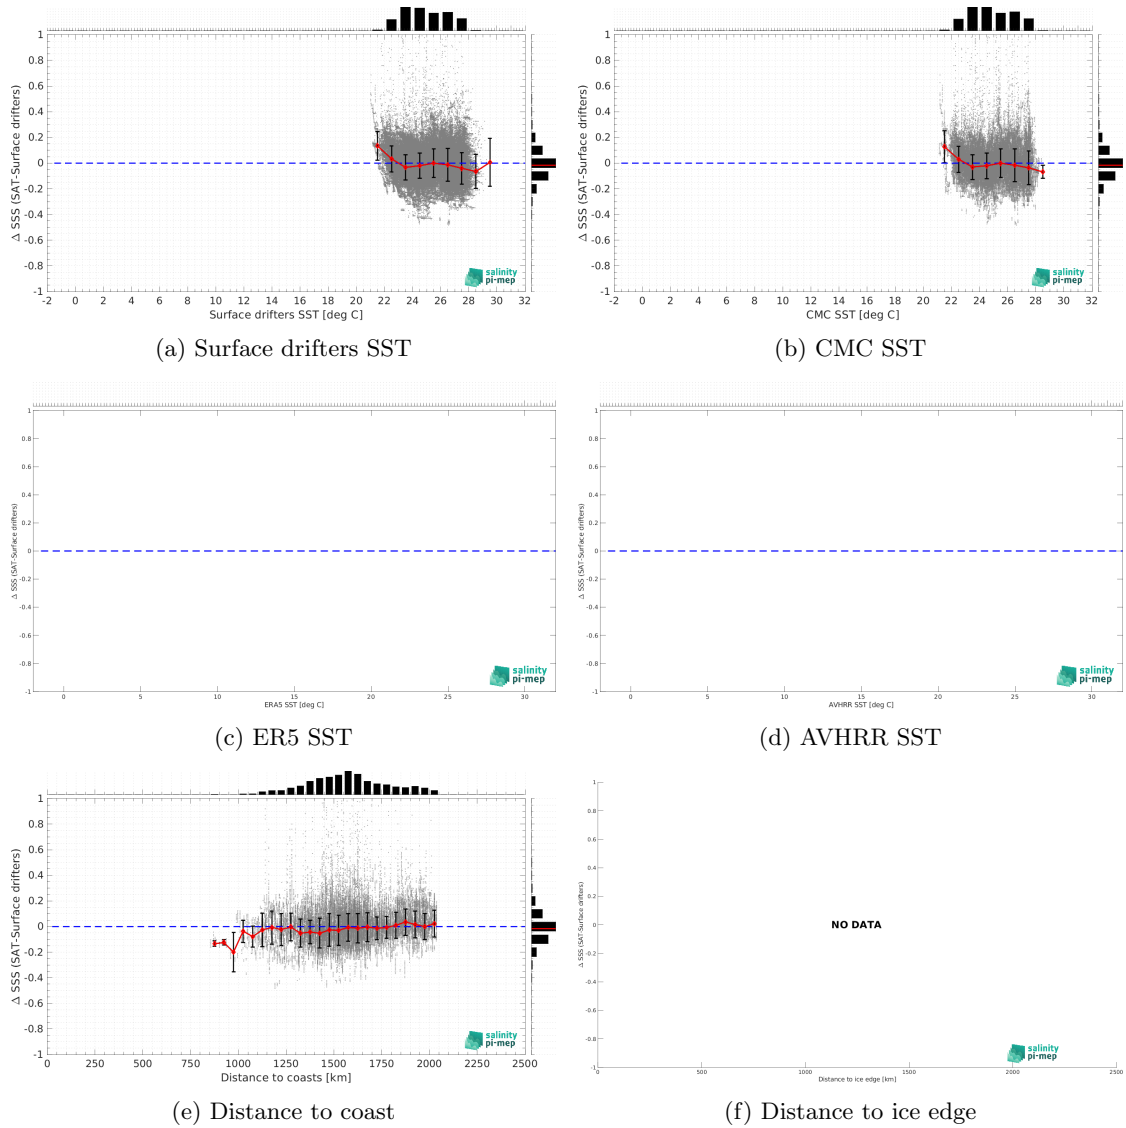 1
0.8
0.6
0.4
0.2
0
-0.2
-0.4
-0.6
-0.8
-1
Δ SSS (SAT-Surface drifters)
-2 0 2 4 6 8 10 12 14 16 18 20 22 24 26 28 30 32
Surface drifters SST [deg C]
salinity
pi-mep
(a) Surface drifters SST
1
0.8
0.6
0.4
0.2
0
-0.2
-0.4
-0.6
-0.8
-1
Δ SSS (SAT-Surface drifters)
-2 0 2 4 6 8 10 12 14 16 18 20 22 24 26 28 30 32
CMC SST [deg C]
salinity
pi-mep
(b) CMC SST
1
0.8
0.6
0.4
0.2
0
-0.2
-0.4
-0.6
-0.8
-1
Δ SSS (SAT-Surface drifters)
0 5 10 15 20 25 30
ERA5 SST [deg C]
salinity
pi-mep
(c) ER5 SST
1
0.8
0.6
0.4
0.2
0
-0.2
-0.4
-0.6
-0.8
-1
Δ SSS (SAT-Surface drifters)
0 5 10 15 20 25 30
AVHRR SST [deg C]
salinity
pi-mep
(d) AVHRR SST
1
0.8
0.6
0.4
0.2
0
-0.2
-0.4
-0.6
-0.8
-1
Δ SSS (SAT-Surface drifters)
0 250 500 750 1000 1250 1500 1750 2000 2250 2500
Distance to coasts [km]
salinity
pi-mep
(e) Distance to coast
1
0.8
0.6
0.4
0.2
0
-0.2
-0.4
-0.6
-0.8
-1
Δ SSS (SAT-Surface drifters)
NO DATA
0 500 1000 1500 2000 2500
Distance to ice edge [km]
salinity
pi-mep
(f) Distance to ice edge